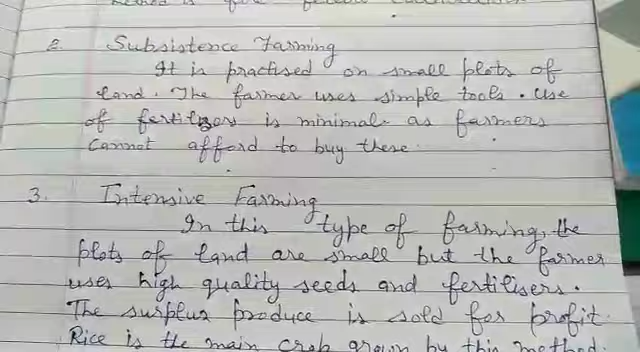 2. Subsistence Farming
It is practised on small plots of
land. The farmer uses simple tools. Use
of fertilizers is minimal as farmers
cannot afford to buy these.
3. Intensive Farming
In this type of farming, the
plots of land are small but the farmer
uses high quality seeds and fertilisers.
The surplus produce is sold for profit.
Rice is the main crop grown by this method.